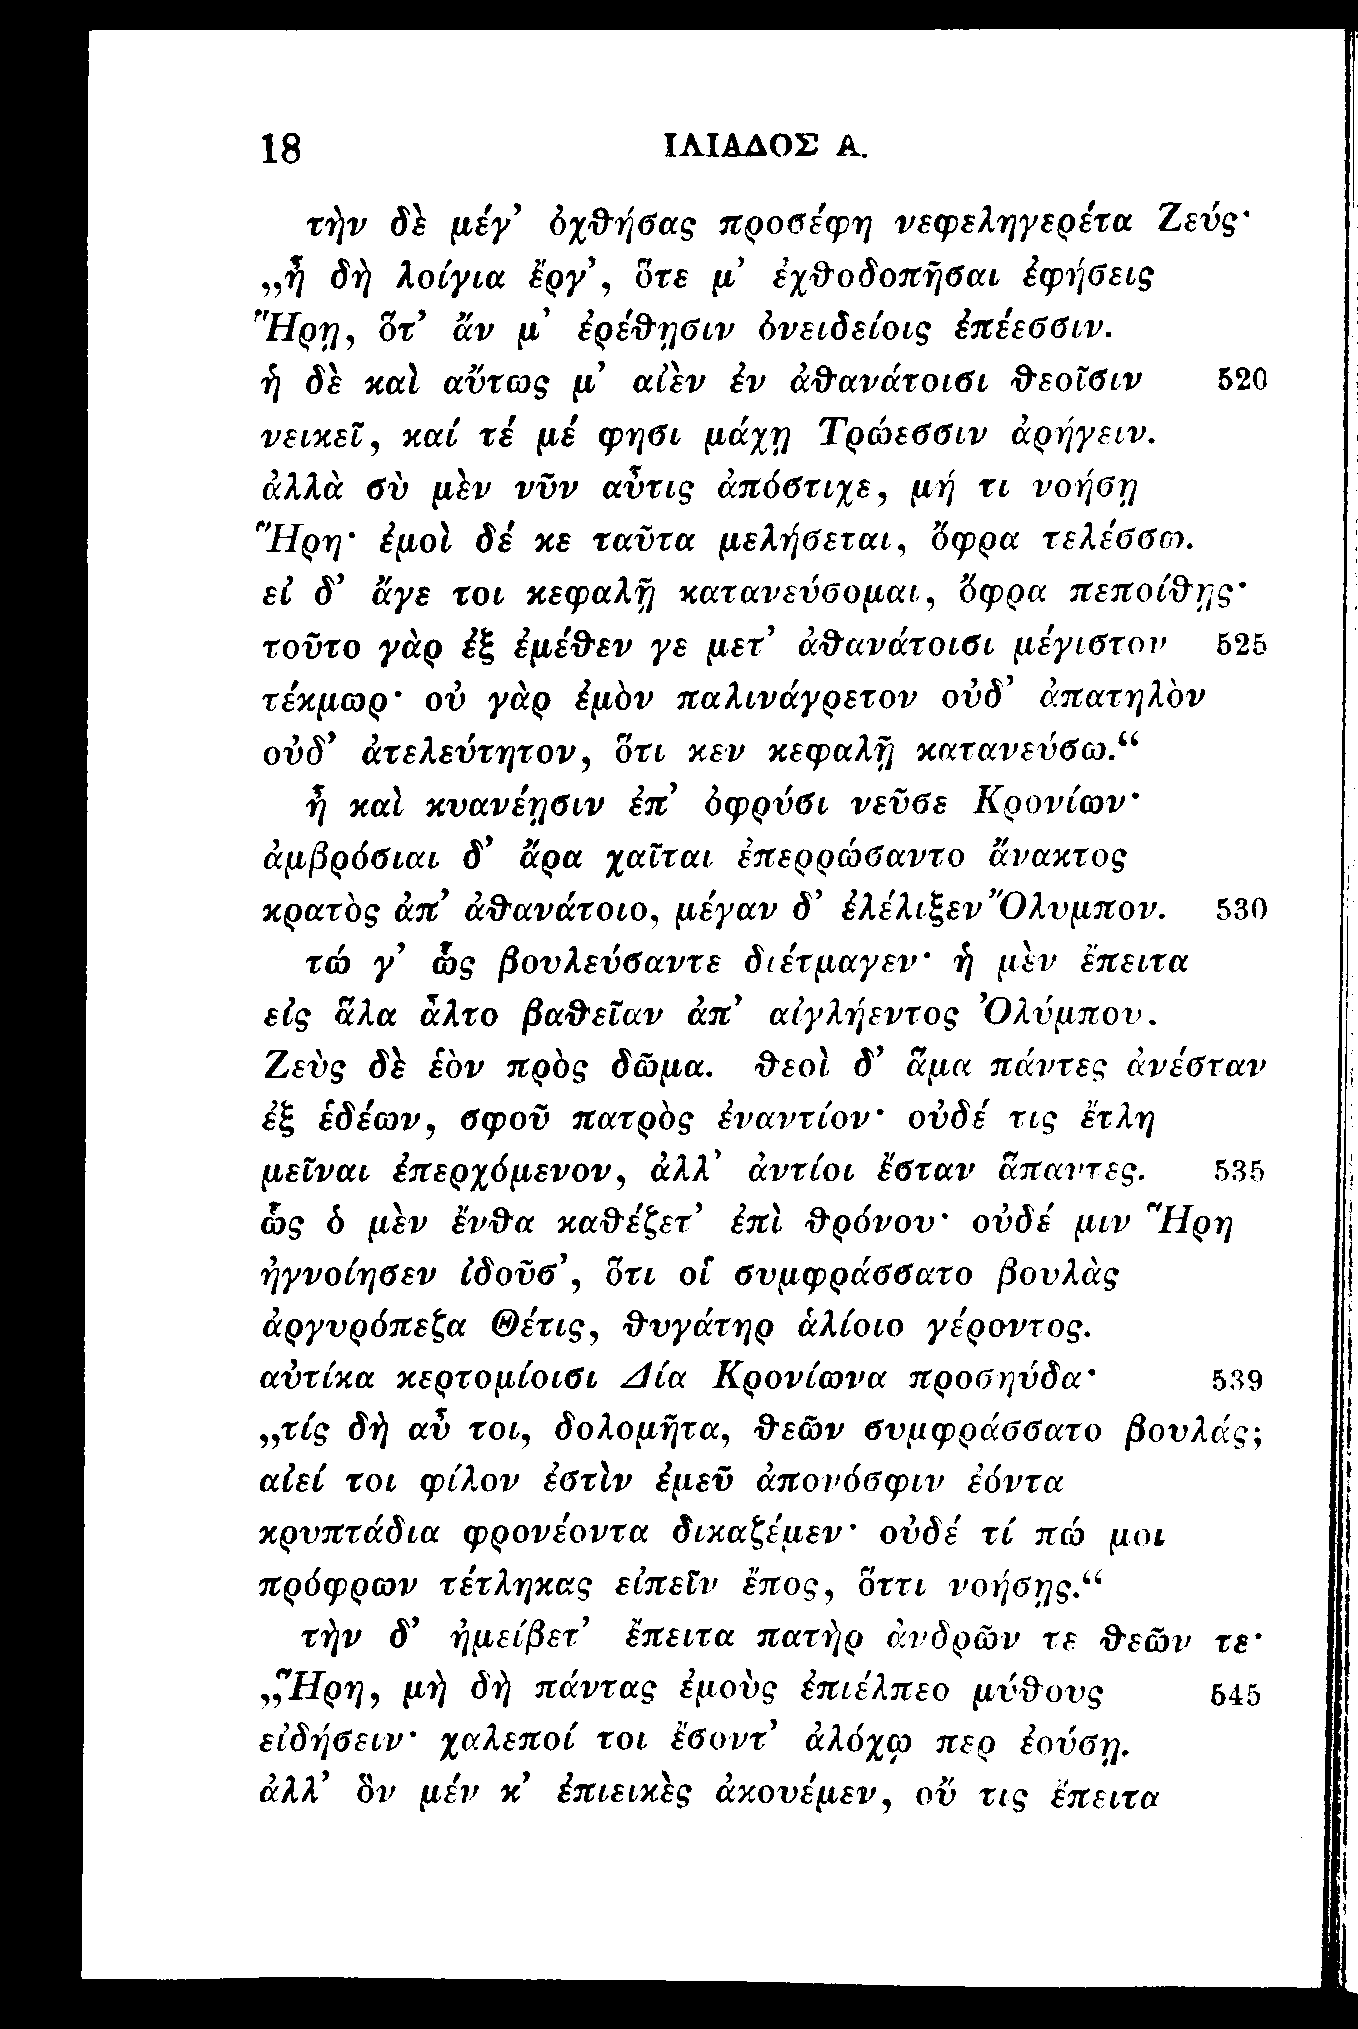 18 ΙΛΙΑΔΟΣ Α.
τὴν δὲ μέγ’ ὀχθήσας προσέφη νεφεληγερέτα Ζεύς·
„ἦ δὴ λοίγια ἔργ’, ὅτε μ’ ἐχθοδοπῆσαι ἐφήσεις
Ἥρῃ, ὅτ’ ἄν μ’ ἐρέθῃσιν ὀνειδείοις ἐπέεσσιν.
ἡ δὲ καὶ αὔτως μ’ αἰὲν ἐν ἀθανάτοισι θεοῖσιν 520
νεικεῖ, καί τέ μέ φησι μάχῃ Τρώεσσιν ἀρήγειν.
ἀλλὰ σὺ μὲν νῦν αὖτις ἀπόστιχε, μή τι νοήσῃ
Ἥρη· ἐμοὶ δέ κε ταῦτα μελήσεται, ὄφρα τελέσσω.
εἰ δ’ ἄγε τοι κεφαλῇ κατανεύσομαι, ὄφρα πεποίθῃς·
τοῦτο γὰρ ἐξ ἐμέθεν γε μετ’ ἀθανάτοισι μέγιστον 525
τέκμωρ· οὐ γὰρ ἐμὸν παλινάγρετον οὐδ’ ἀπατηλὸν
οὐδ’ ἀτελεύτητον, ὅτι κεν κεφαλῇ κατανεύσω.“
ἦ καὶ κυανέῃσιν ἐπ’ ὀφρύσι νεῦσε Κρονίων·
ἀμβρόσιαι δ’ ἄρα χαῖται ἐπερρώσαντο ἄνακτος
κρατὸς ἀπ’ ἀθανάτοιο, μέγαν δ’ ἐλέλιξεν Ὄλυμπον. 530
τώ γ’ ὣς βουλεύσαντε διέτμαγεν· ἡ μὲν ἔπειτα
εἰς ἅλα ἆλτο βαθεῖαν ἀπ’ αἰγλήεντος Ὀλύμπου.
Ζεὺς δὲ ἑὸν πρὸς δῶμα. θεοὶ δ’ ἅμα πάντες ἀνέσταν
ἐξ ἑδέων, σφοῦ πατρὸς ἐναντίον· οὐδέ τις ἔτλη
μεῖναι ἐπερχόμενον, ἀλλ’ ἀντίοι ἔσταν ἅπαντες. 535
ὣς ὁ μὲν ἔνθα καθέζετ’ ἐπὶ θρόνου· οὐδέ μιν Ἥρη
ἠγνοίησεν ἰδοῦσ’, ὅτι οἱ συμφράσσατο βουλὰς
ἀργυρόπεζα Θέτις, θυγάτηρ ἁλίοιο γέροντος.
αὐτίκα κερτομίοισι Δία Κρονίωνα προσηύδα· 539
„τίς δὴ αὖ τοι, δολομῆτα, θεῶν συμφράσσατο βουλάς;
αἰεί τοι φίλον ἐστὶν ἐμεῦ ἀπονόσφιν ἐόντα
κρυπτάδια φρονέοντα δικαζέμεν· οὐδέ τί πώ μοι
πρόφρων τέτληκας εἰπεῖν ἔπος, ὅττι νοήσῃς.“
τὴν δ’ ἠμείβετ’ ἔπειτα πατὴρ ἀνδρῶν τε θεῶν τε·
„Ἥρη, μὴ δὴ πάντας ἐμοὺς ἐπιέλπεο μύθους 545
εἰδήσειν· χαλεποί τοι ἔσοντ’ ἀλόχῳ περ ἐούσῃ.
ἀλλ’ ὃν μέν κ’ ἐπιεικὲς ἀκουέμεν, οὔ τις ἔπειτα